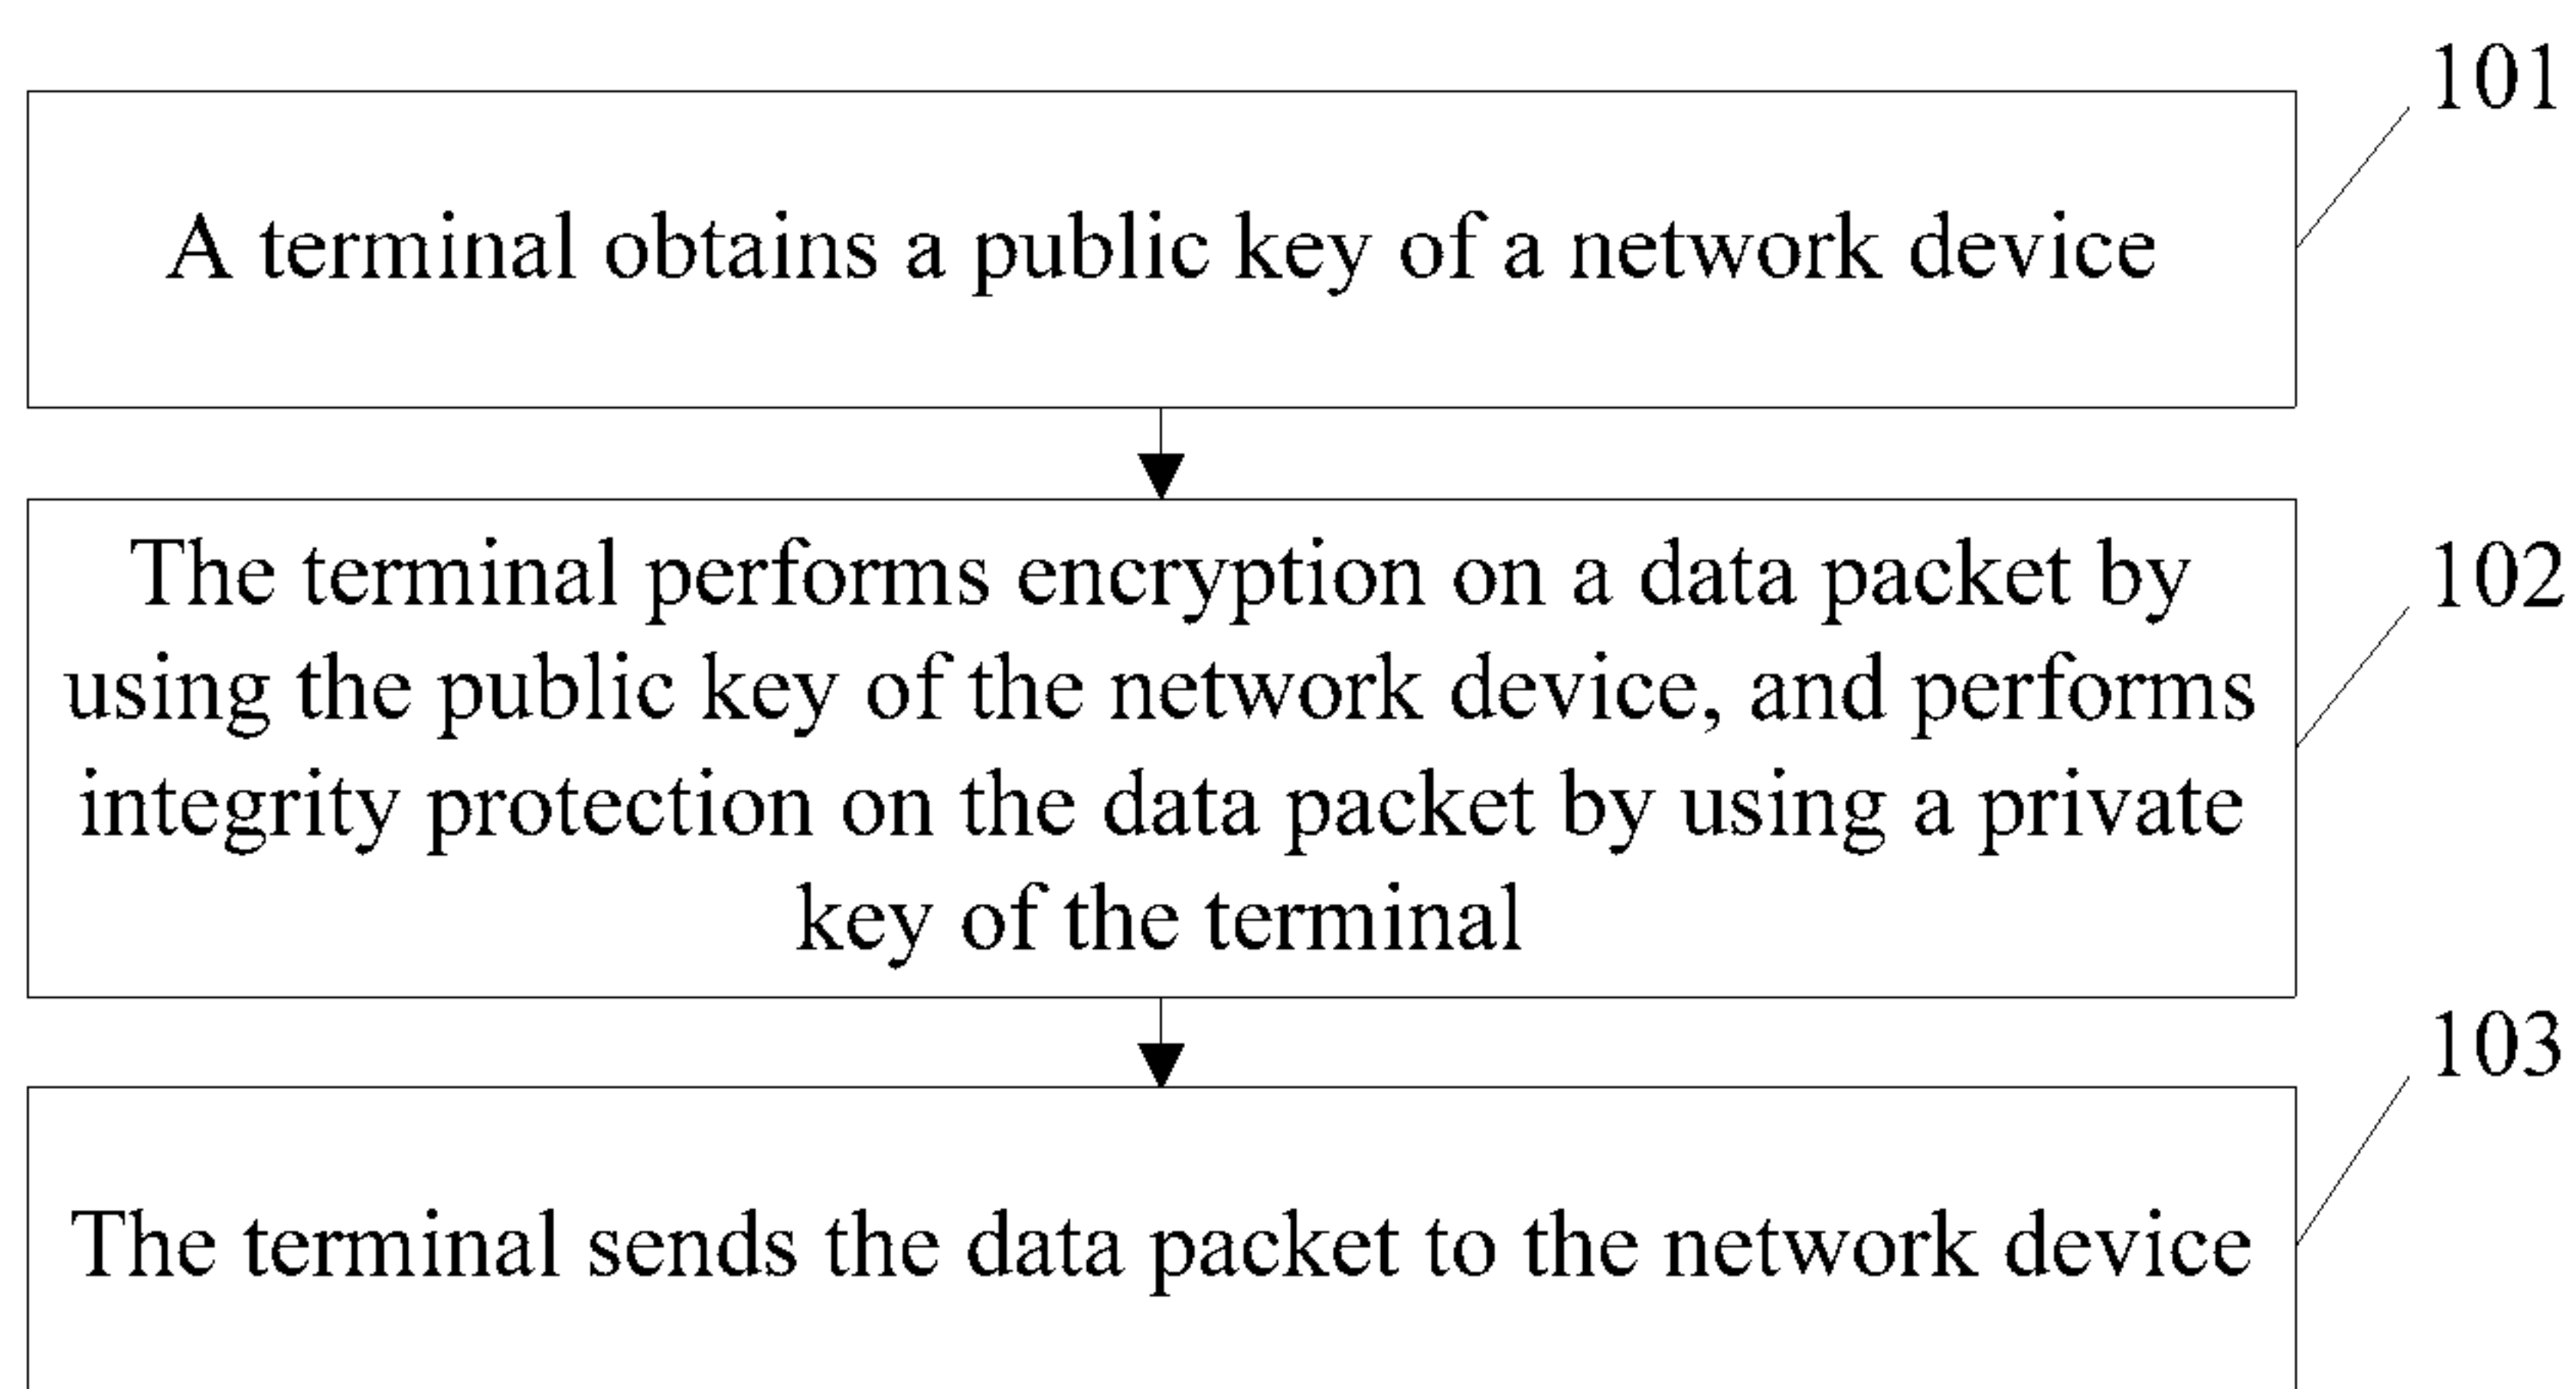 101
A terminal obtains a public key of a network device
102
The terminal performs encryption on a data packet by
using the public key of the network device, and performs
integrity protection on the data packet by using a private
key of the terminal
103
The terminal sends the data packet to the network device